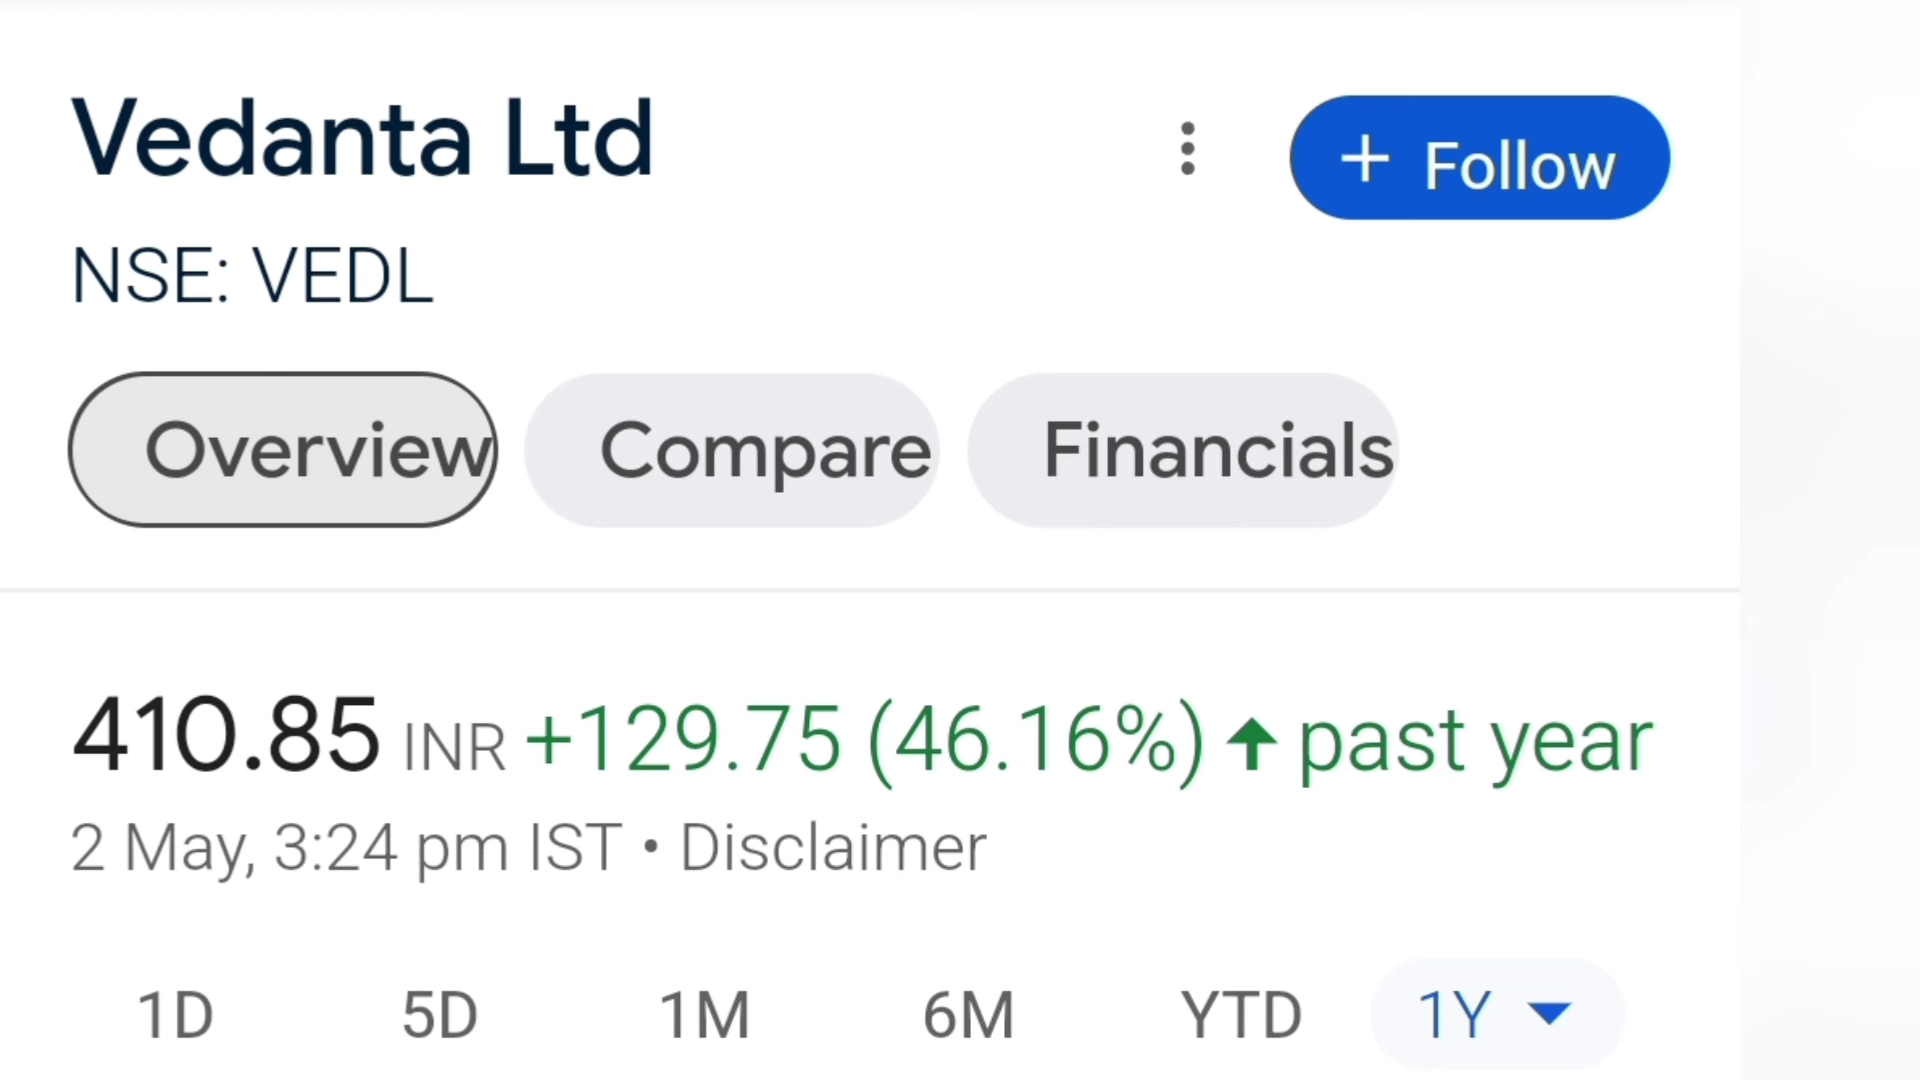 Vedanta Ltd
+ Follow
NSE: VEDL
Overview Compare Financials
410.85 INR +129.75 (46.16%) ↑ past year
2 May, 3:24 pm IST • Disclaimer
1D 5D 1M 6M YTD 1Y